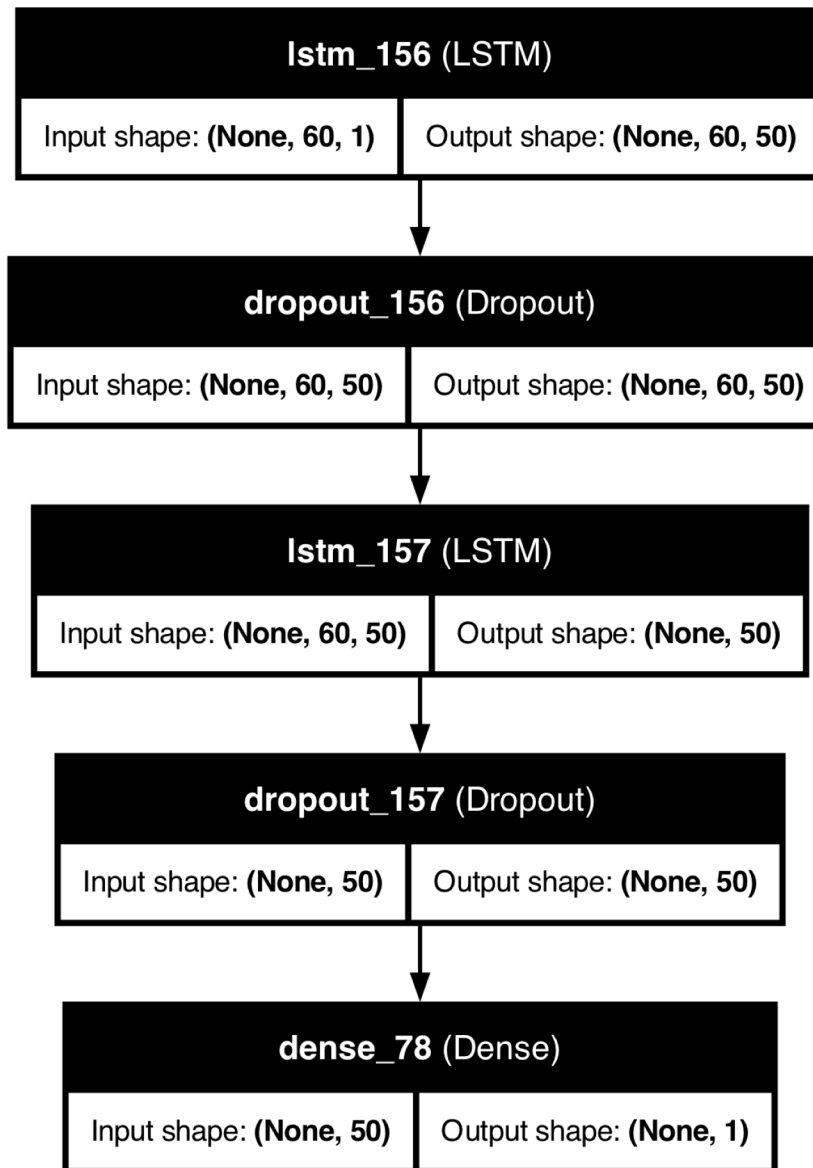 lstm_156 (LSTM)
Input shape: (None, 60, 1) Output shape: (None, 60, 50)
dropout_156 (Dropout)
Input shape: (None, 60, 50) Output shape: (None, 60, 50)
lstm_157 (LSTM)
Input shape: (None, 60, 50) Output shape: (None, 50)
dropout_157 (Dropout)
Input shape: (None, 50) Output shape: (None, 50)
dense_78 (Dense)
Input shape: (None, 50) Output shape: (None, 1)